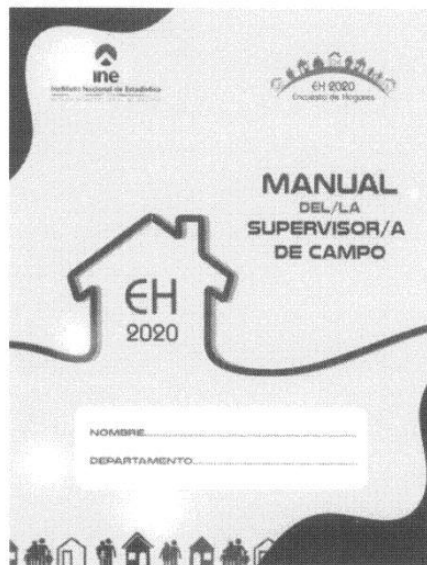 ine
Instituto Nacional de Estadística
EH 2020
Encuesta de Hogares
MANUAL
DEL/LA
SUPERVISOR/A
DE CAMPO
EH
2020
NOMBRE
DEPARTAMENTO